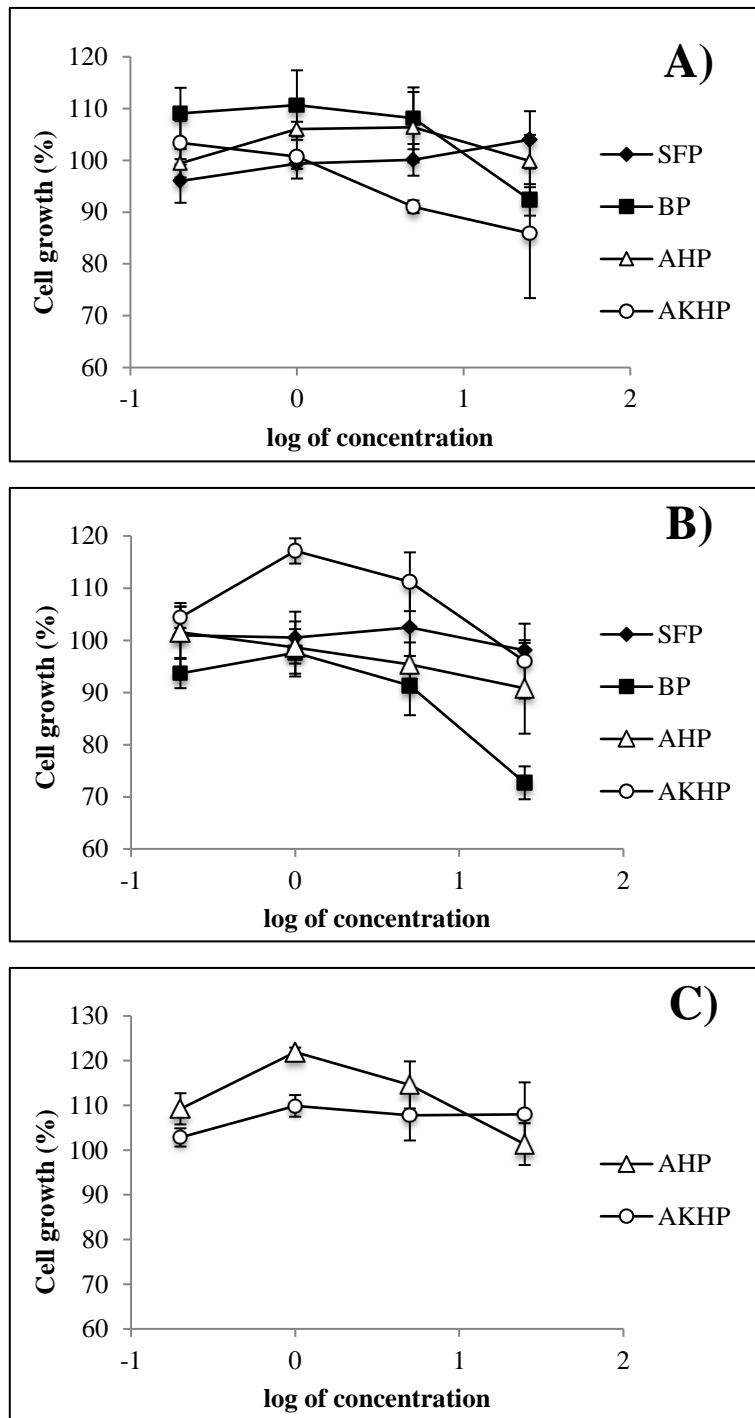 A)
120
110
100
90
80
70
60
-1
0
1
2
Cell growth (%)
log of concentration
SFP
BP
AHP
AKHP
B)
120
110
100
90
80
70
60
-1
0
1
2
Cell growth (%)
log of concentration
SFP
BP
AHP
AKHP
C)
130
120
110
100
90
80
70
60
-1
0
1
2
Cell growth (%)
log of concentration
AHP
AKHP